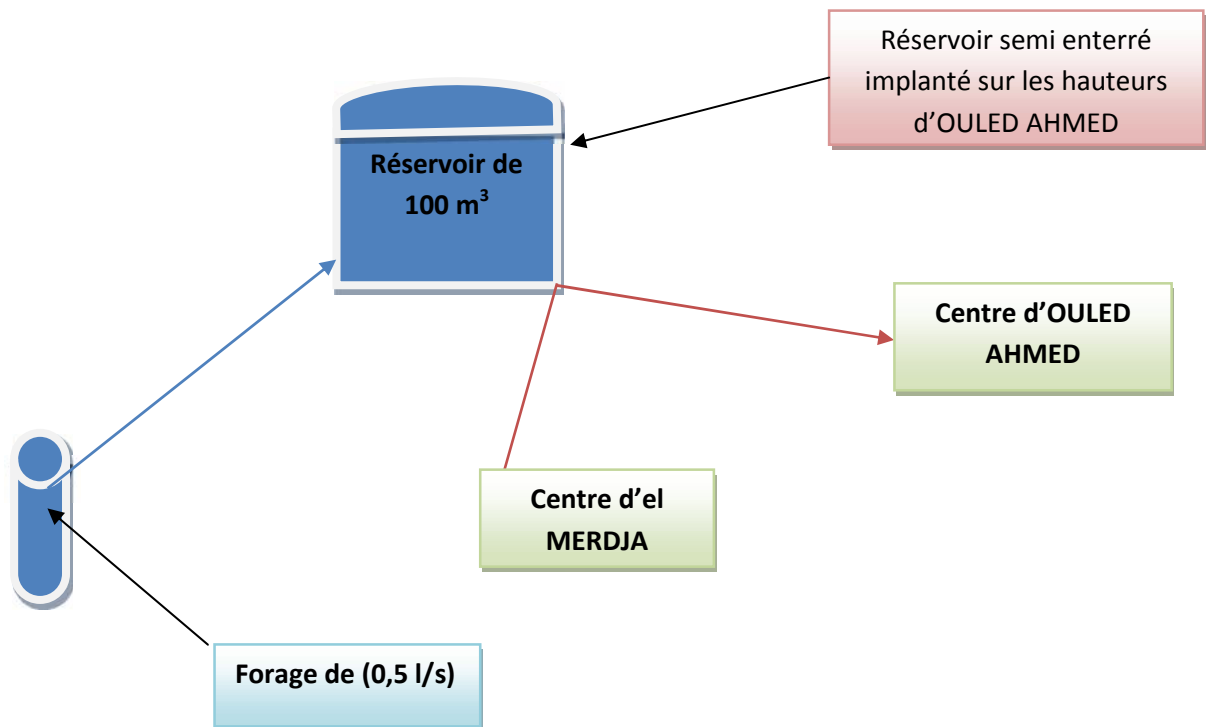 Réservoir semi enterré
implanté sur les hauteurs
d'OULED AHMED
Réservoir de
100 m³
Centre d'OULED
AHMED
Centre d'el
MERDJA
Forage de (0,5 l/s)